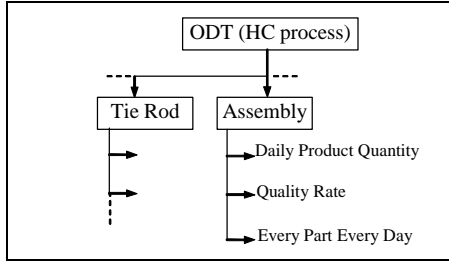 ODT (HC process)
Tie Rod
Assembly
Daily Product Quantity
Quality Rate
Every Part Every Day